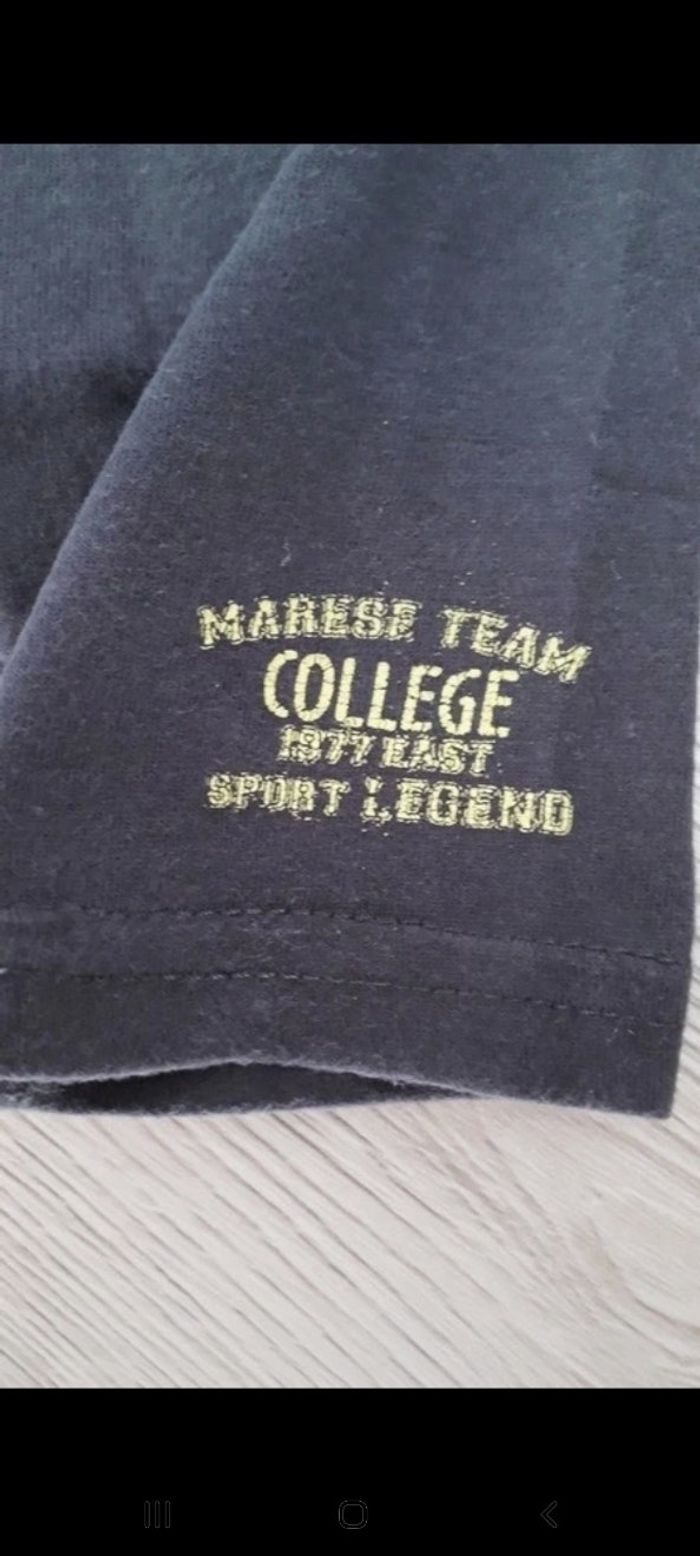 MARESE TEAM
COLLEGE
1977 EAST
SPORT LEGEND